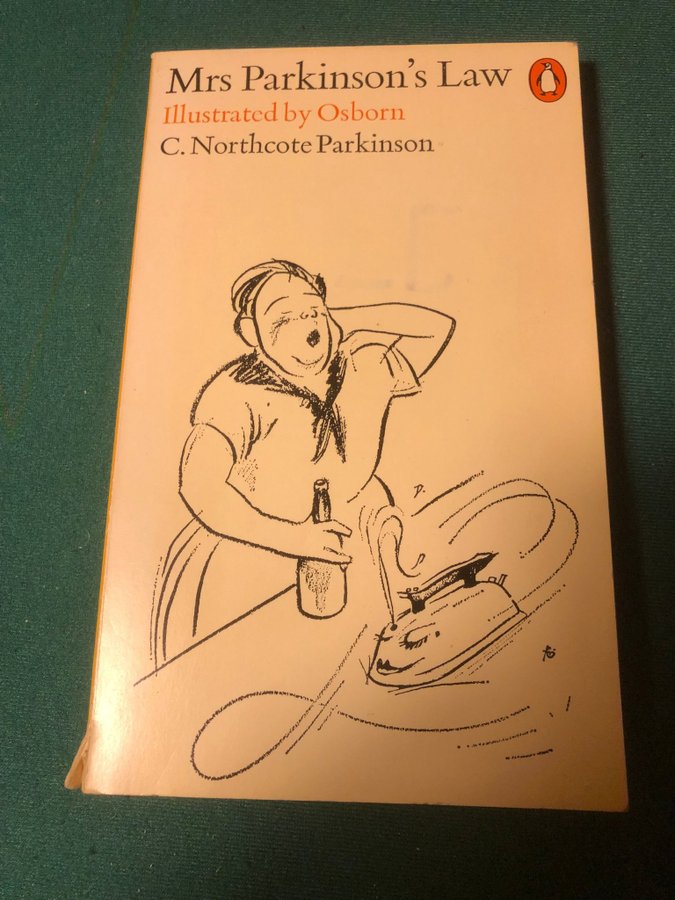 Mrs Parkinson's Law
Illustrated by Osborn
C. Northcote Parkinson